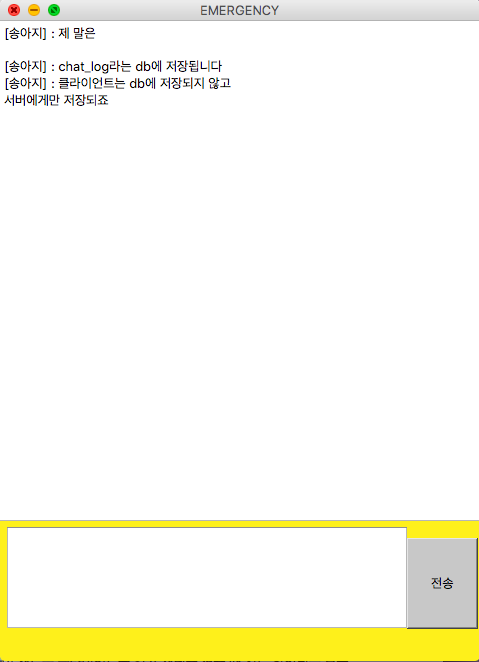 EMERGENCY
[송아지] : 제 말은
[송아지] : chat_log라는 db에 저장됩니다
[송아지] : 클라이언트는 db에 저장되지 않고
서버에게만 저장되죠
전송